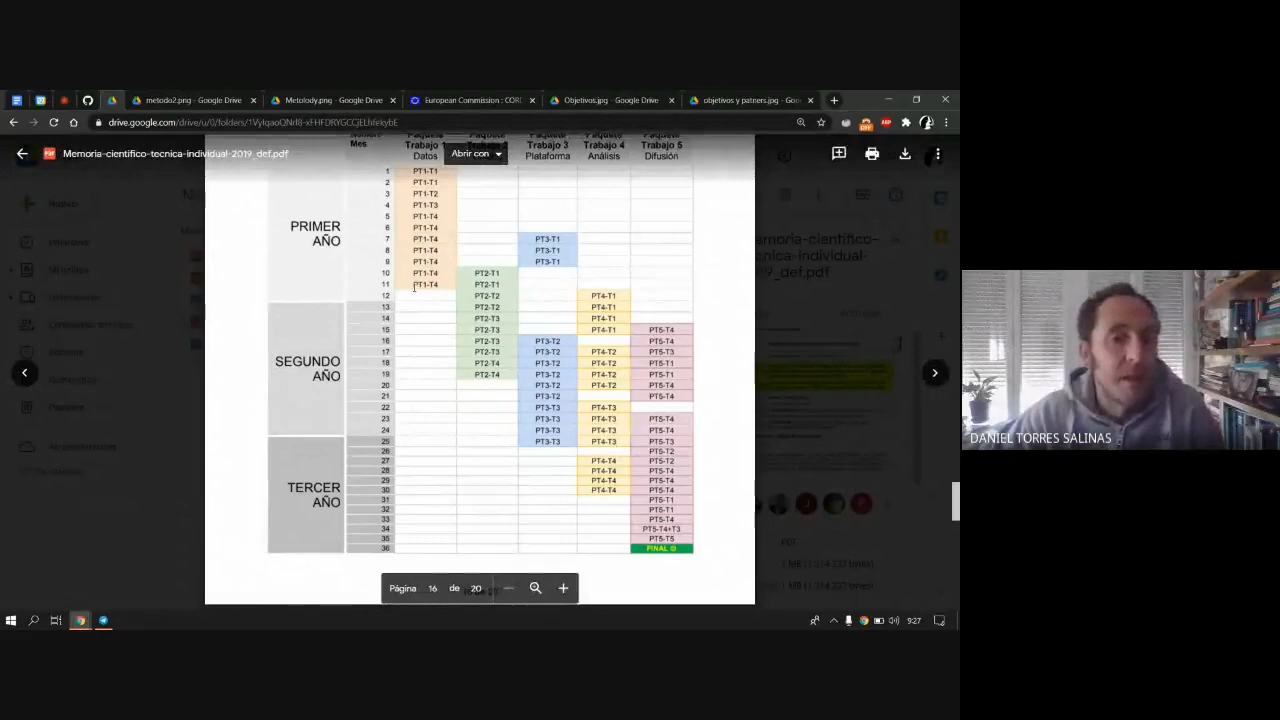 metodo2.png - Google Drive
Metolody.png - Google Drive
European Commission : COR
Objetivos.jpg - Google Drive
objetivos y patners.jpg - Goo
drive.google.com/drive/u/0/folders/1VyIqaoQNrI8-xFHFDRYGCCjELhfekybE
Memoria-cientifico-tecnica-individual-2019_def.pdf
Abrir con
Mes
Trabajo 1 Trabajo 3 Trabajo 4 Trabajo 5
Datos Plataforma Análisis Difusión
1 PT1-T1
2 PT1-T1
3 PT1-T2
4 PT1-T3
5 PT1-T4
6 PT1-T4
PRIMER AÑO
7 PT1-T4 PT3-T1
8 PT1-T4 PT3-T1
9 PT1-T4 PT3-T1
10 PT1-T4 PT2-T1
11 PT1-T4 PT2-T1
12 PT2-T2 PT4-T1
13 PT2-T2 PT4-T1
14 PT2-T3 PT4-T1
15 PT2-T3 PT4-T1 PT5-T4
16 PT2-T3 PT3-T2 PT5-T4
17 PT2-T3 PT3-T2 PT4-T2 PT5-T3
SEGUNDO AÑO
18 PT2-T4 PT3-T2 PT4-T2 PT5-T1
19 PT2-T4 PT3-T2 PT4-T2 PT5-T1
20 PT3-T2 PT4-T2 PT5-T4
21 PT3-T2 PT5-T4
22 PT3-T3 PT4-T3
23 PT3-T3 PT4-T3 PT5-T4
24 PT3-T3 PT4-T3 PT5-T4
25 PT3-T3 PT4-T3 PT5-T3
26 PT5-T2
27 PT4-T4 PT5-T2
28 PT4-T4 PT5-T4
29 PT4-T4 PT5-T4
TERCER AÑO
30 PT4-T4 PT5-T4
31 PT5-T1
32 PT5-T1
33 PT5-T4
34 PT5-T4+T3
35 PT5-T5
36 FINAL
Página 16 de 20
9:27
DANIEL TORRES SALINAS